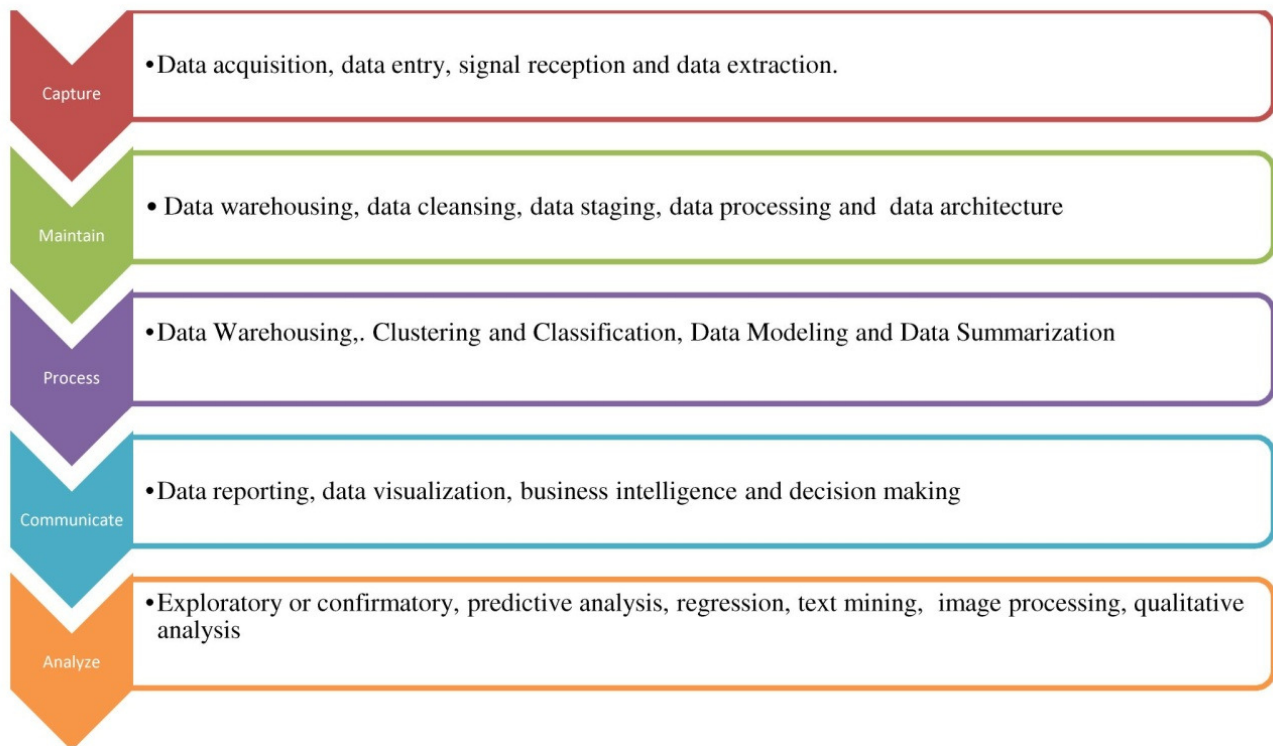 Capture
•Data acquisition, data entry, signal reception and data extraction.
Maintain
• Data warehousing, data cleansing, data staging, data processing and data architecture
Process
•Data Warehousing,. Clustering and Classification, Data Modeling and Data Summarization
Communicate
•Data reporting, data visualization, business intelligence and decision making
Analyze
•Exploratory or confirmatory, predictive analysis, regression, text mining, image processing, qualitative
analysis